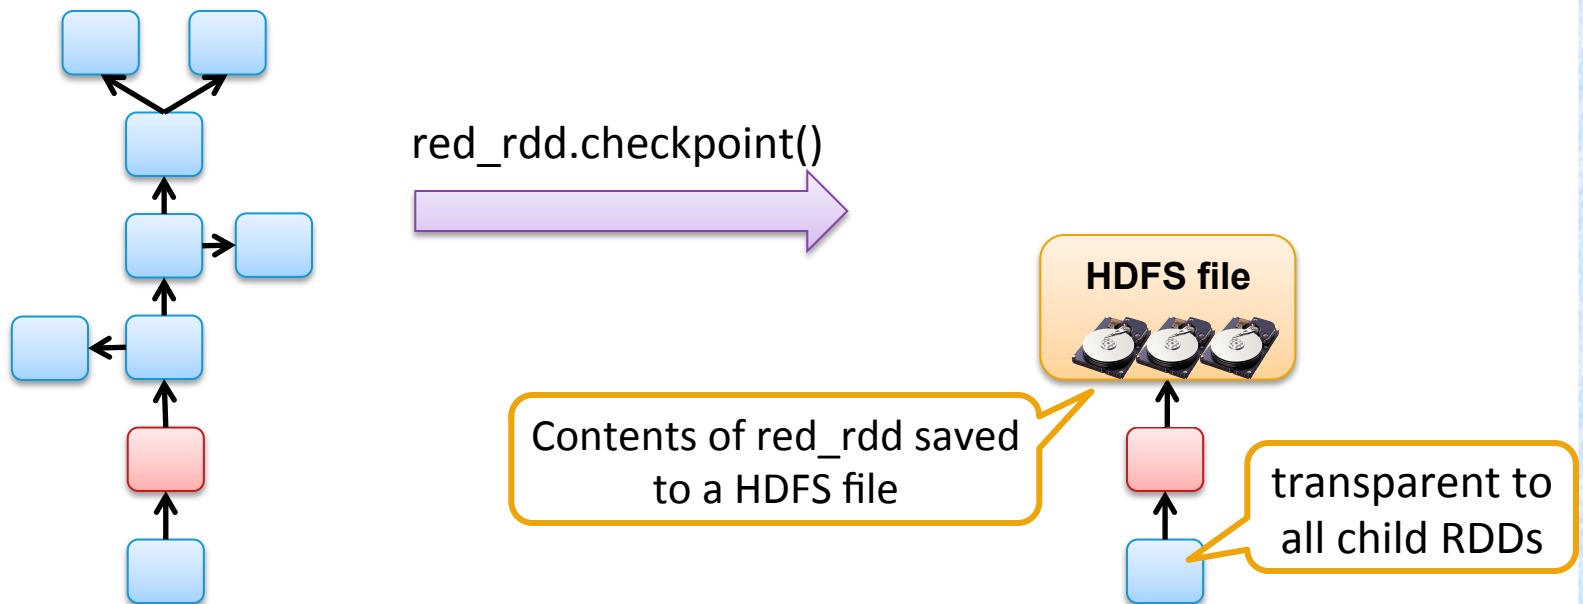 red_rdd.checkpoint()
HDFS file
Contents of red_rdd saved
to a HDFS file
transparent to
all child RDDs